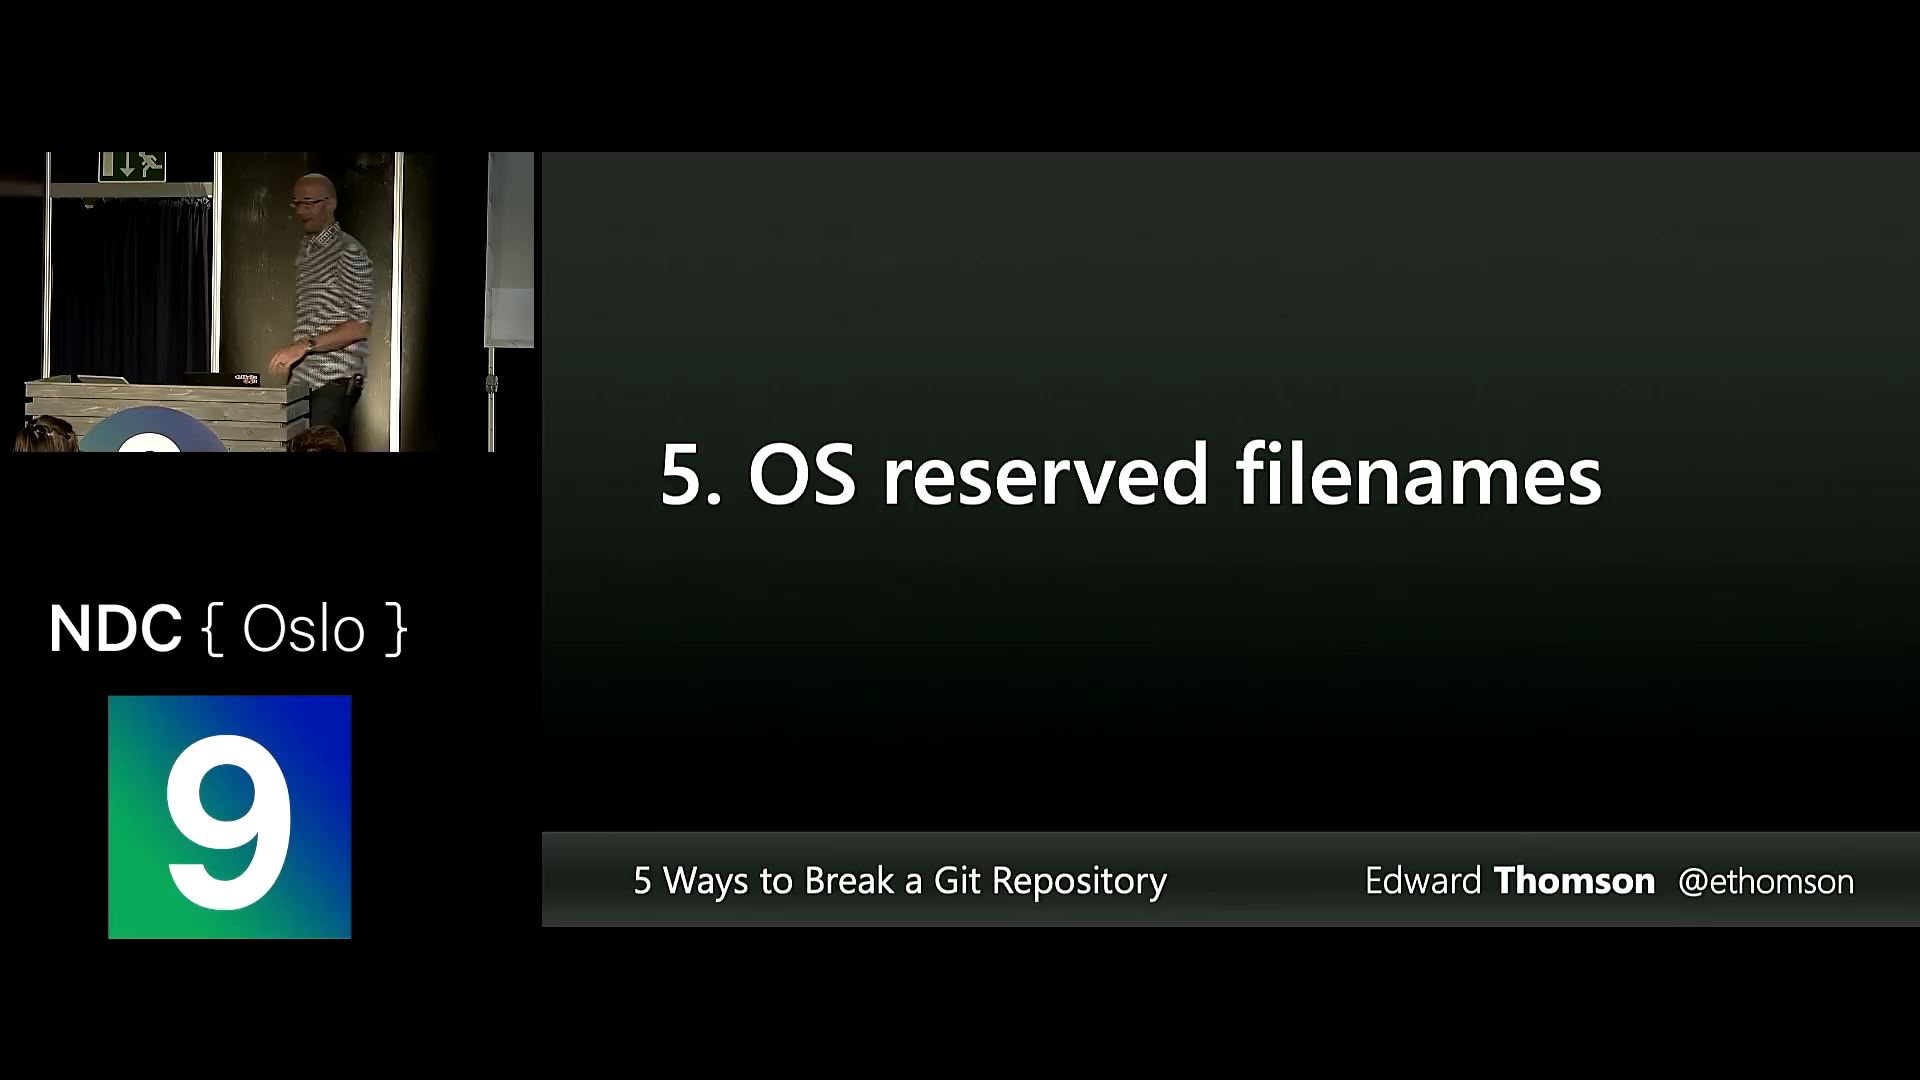 5. OS reserved filenames
NDC { Oslo }
9
5 Ways to Break a Git Repository
Edward Thomson @ethomson